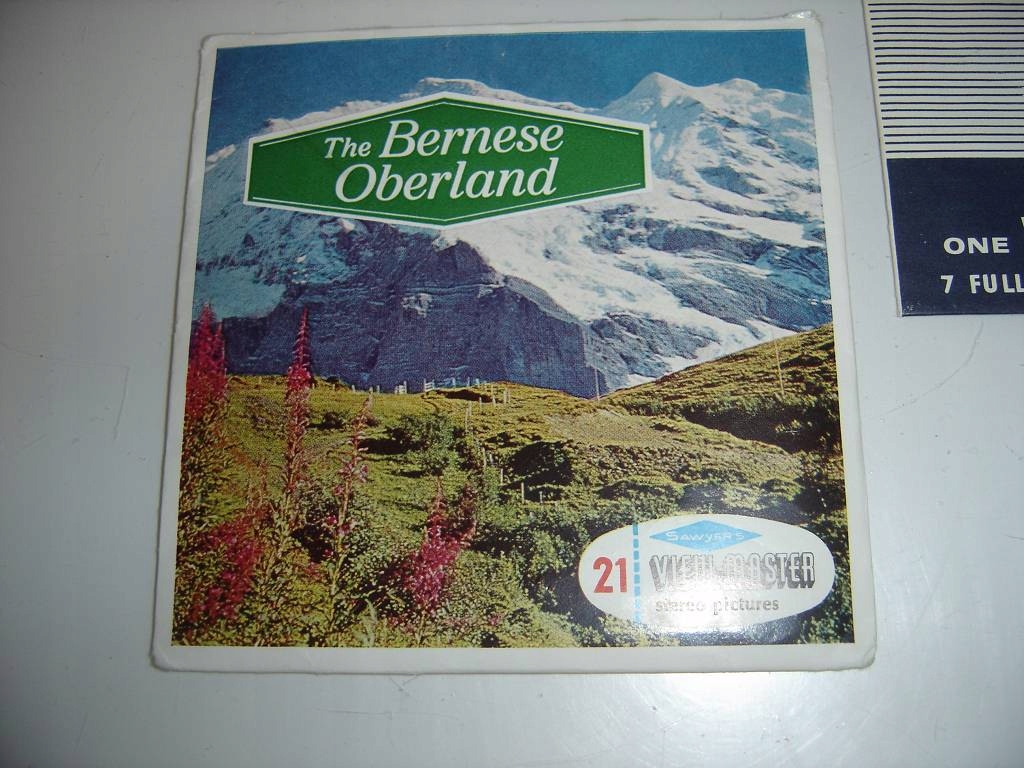 The Bernese
Oberland
ONE
7 FULL
21
SAWYER'S
VIEW-MASTER
stereo pictures